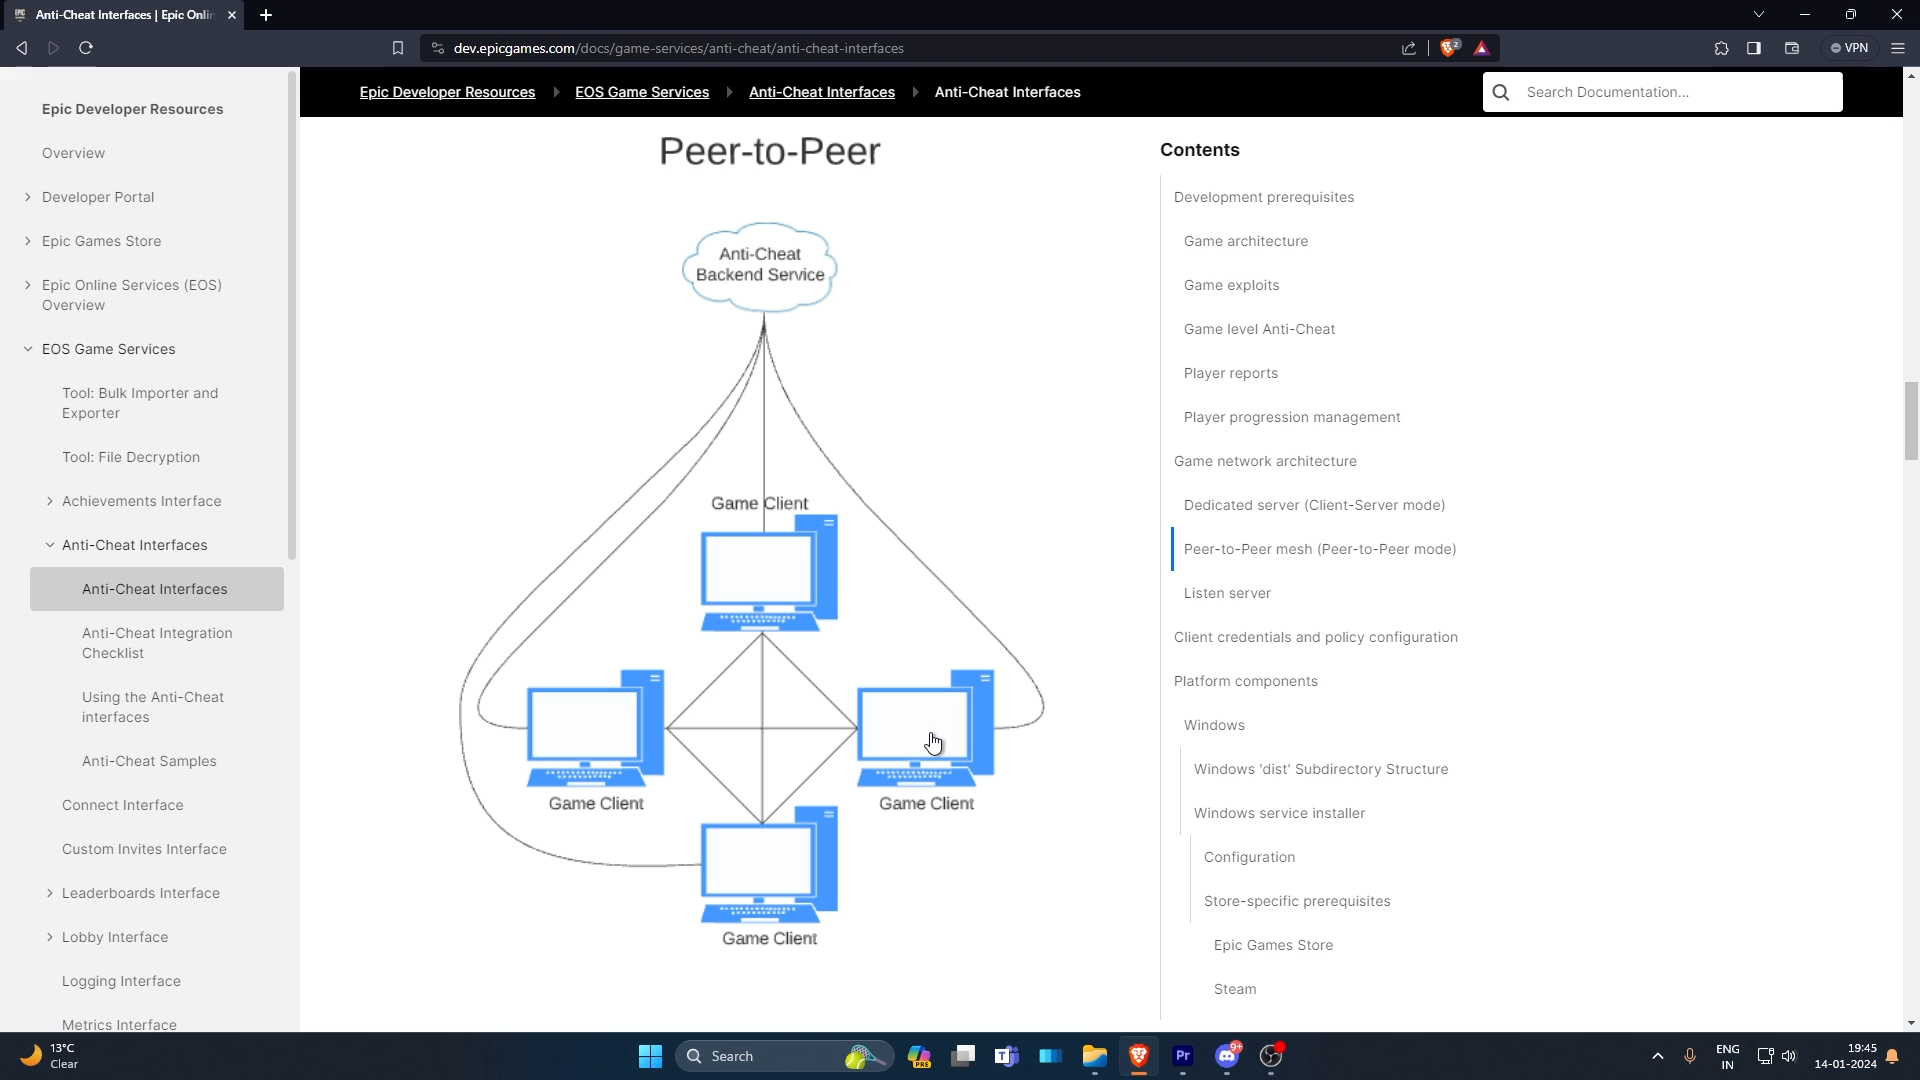 Anti-Cheat Interfaces | Epic Onlin
dev.epicgames.com/docs/game-services/anti-cheat/anti-cheat-interfaces
2
VPN
Epic Developer Resources
Overview
Developer Portal
Epic Games Store
Epic Online Services (EOS)
Overview
EOS Game Services
Tool: Bulk Importer and
Exporter
Tool: File Decryption
Achievements Interface
Anti-Cheat Interfaces
Anti-Cheat Interfaces
Anti-Cheat Integration
Checklist
Using the Anti-Cheat
interfaces
Anti-Cheat Samples
Connect Interface
Custom Invites Interface
Leaderboards Interface
Lobby Interface
Logging Interface
Metrics Interface
Epic Developer Resources EOS Game Services Anti-Cheat Interfaces Anti-Cheat Interfaces
Search Documentation...
Peer-to-Peer
Anti-Cheat
Backend Service
Game Client
Game Client
Game Client
Game Client
Contents
Development prerequisites
Game architecture
Game exploits
Game level Anti-Cheat
Player reports
Player progression management
Game network architecture
Dedicated server (Client-Server mode)
Peer-to-Peer mesh (Peer-to-Peer mode)
Listen server
Client credentials and policy configuration
Platform components
Windows
Windows 'dist' Subdirectory Structure
Windows service installer
Configuration
Store-specific prerequisites
Epic Games Store
Steam
13°C
Clear
Search
PRE
Pr
9+
ENG
IN
19:45
14-01-2024